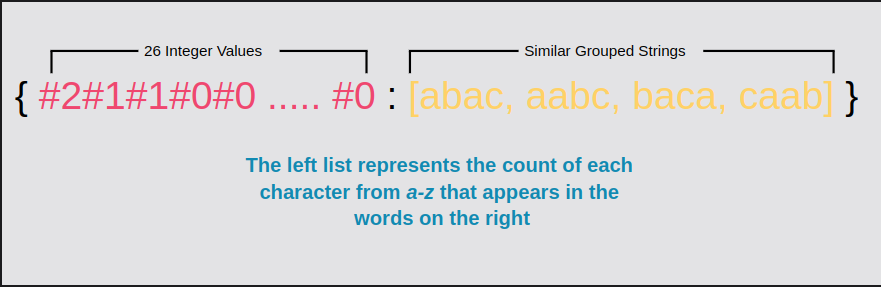 26 Integer Values
Similar Grouped Strings
{ #2#1#1#0#0 ..... #0 : [abac, aabc, baca, caab] }
The left list represents the count of each
character from a-z that appears in the
words on the right